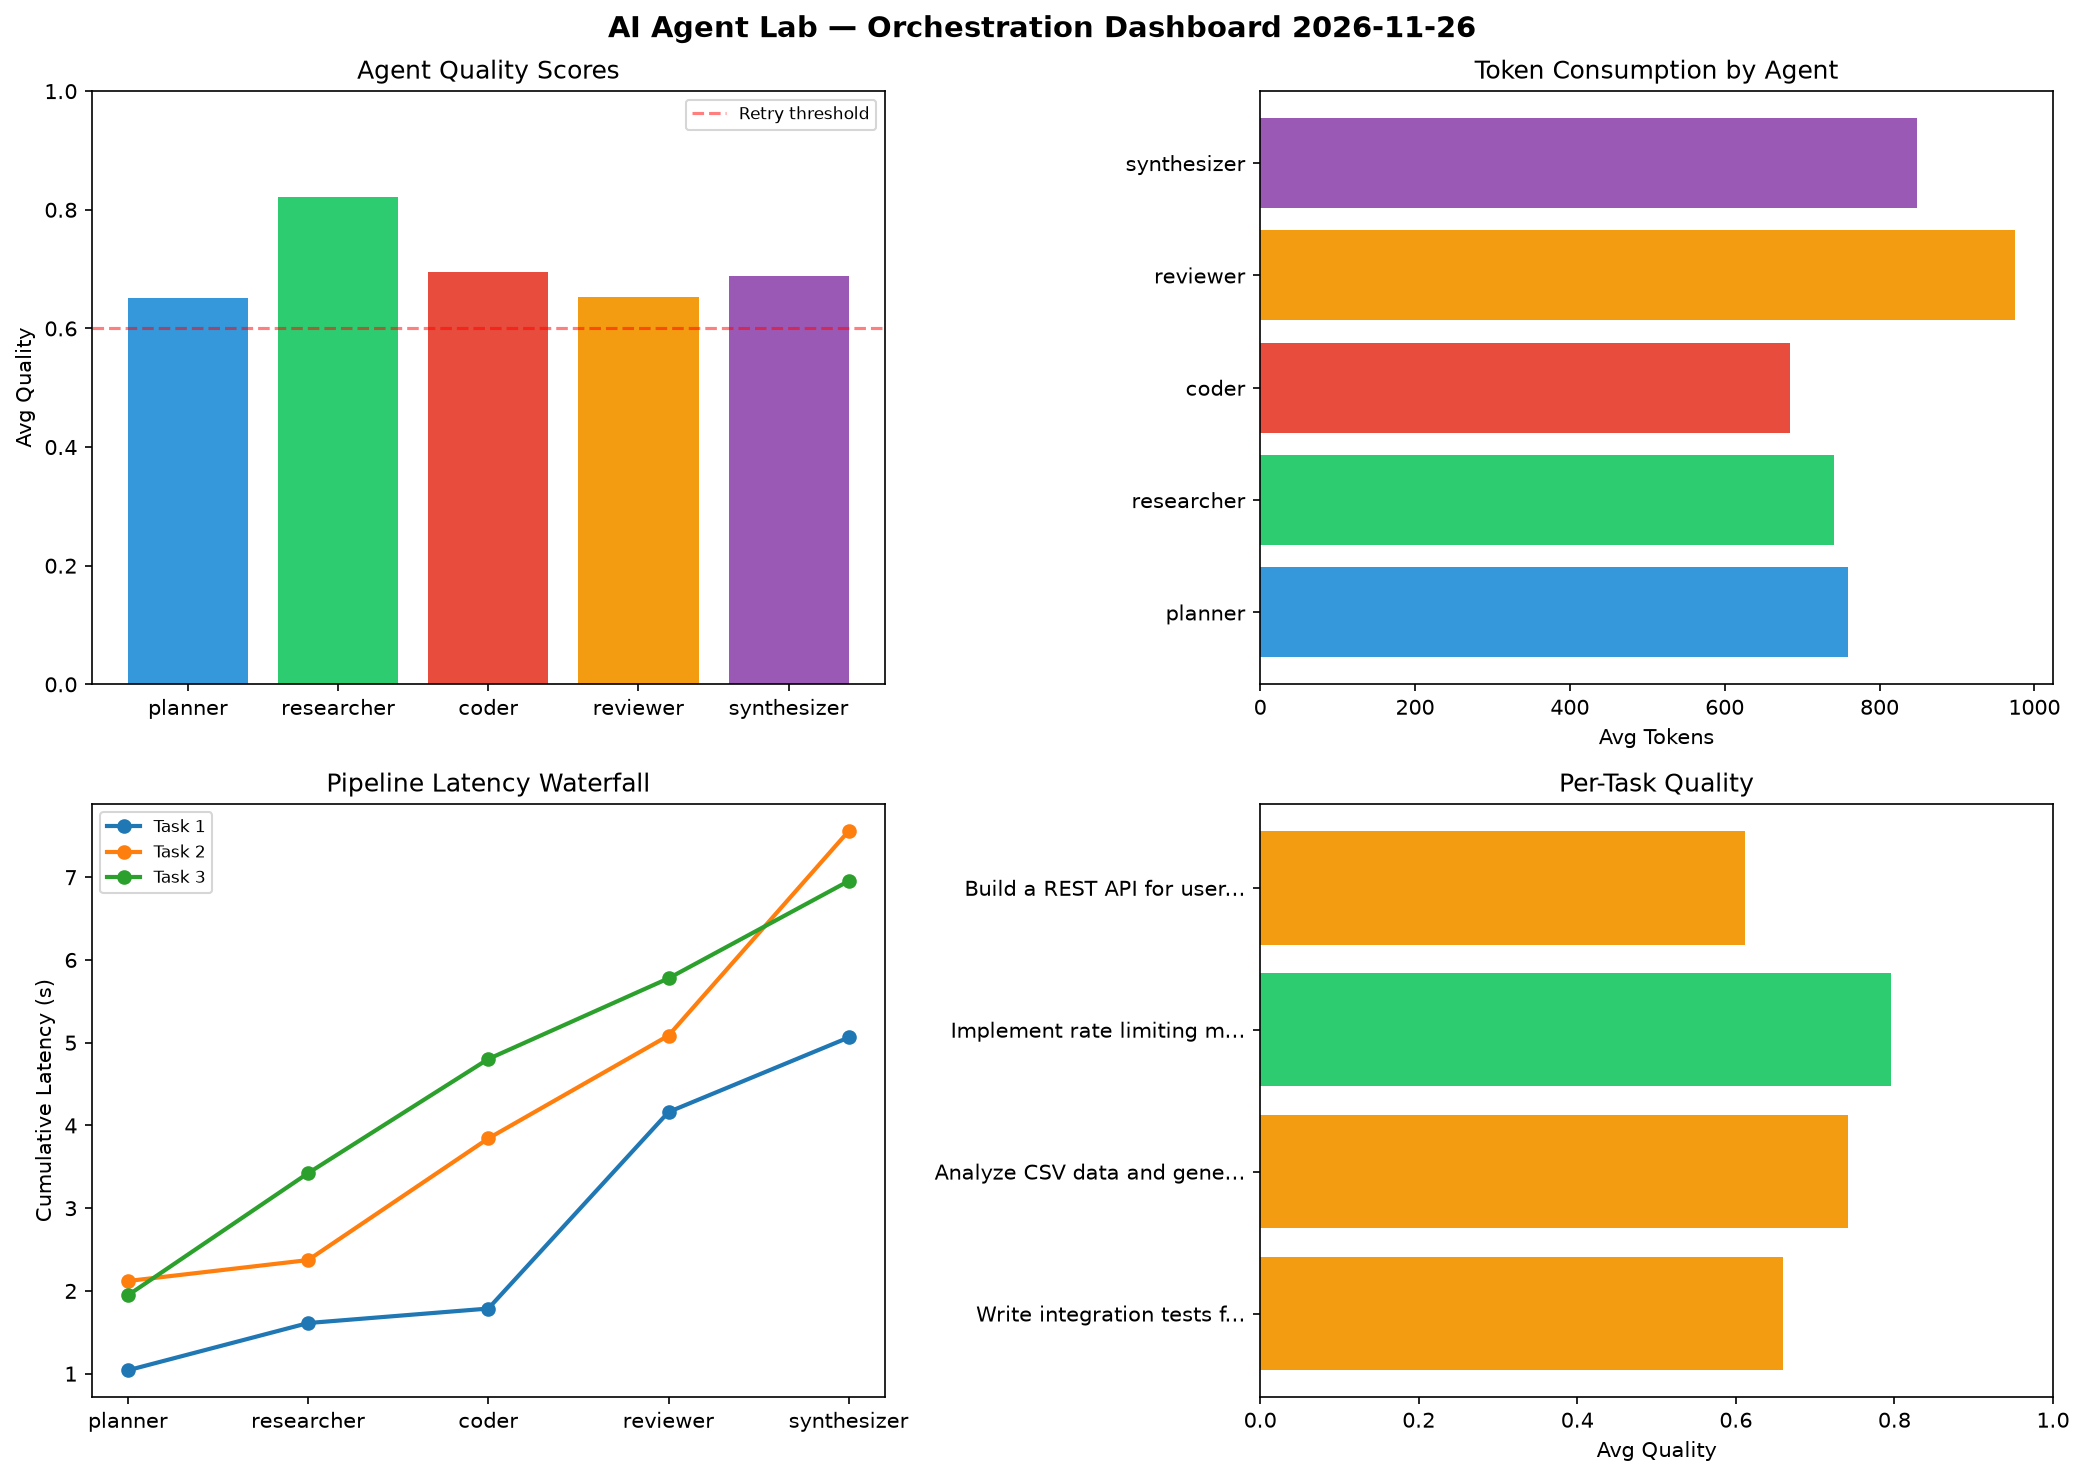 AI Agent Lab — Orchestration Dashboard 2026-11-26
Agent Quality Scores
Avg Quality
1.0
0.8
0.6
0.4
0.2
0.0
Retry threshold
planner researcher coder reviewer synthesizer
Token Consumption by Agent
synthesizer
reviewer
coder
researcher
planner
0 200 400 600 800 1000
Avg Tokens
Pipeline Latency Waterfall
Cumulative Latency (s)
Task 1
Task 2
Task 3
7
6
5
4
3
2
1
planner researcher coder reviewer synthesizer
Per-Task Quality
Build a REST API for user...
Implement rate limiting m...
Analyze CSV data and gene...
Write integration tests f...
0.0 0.2 0.4 0.6 0.8 1.0
Avg Quality